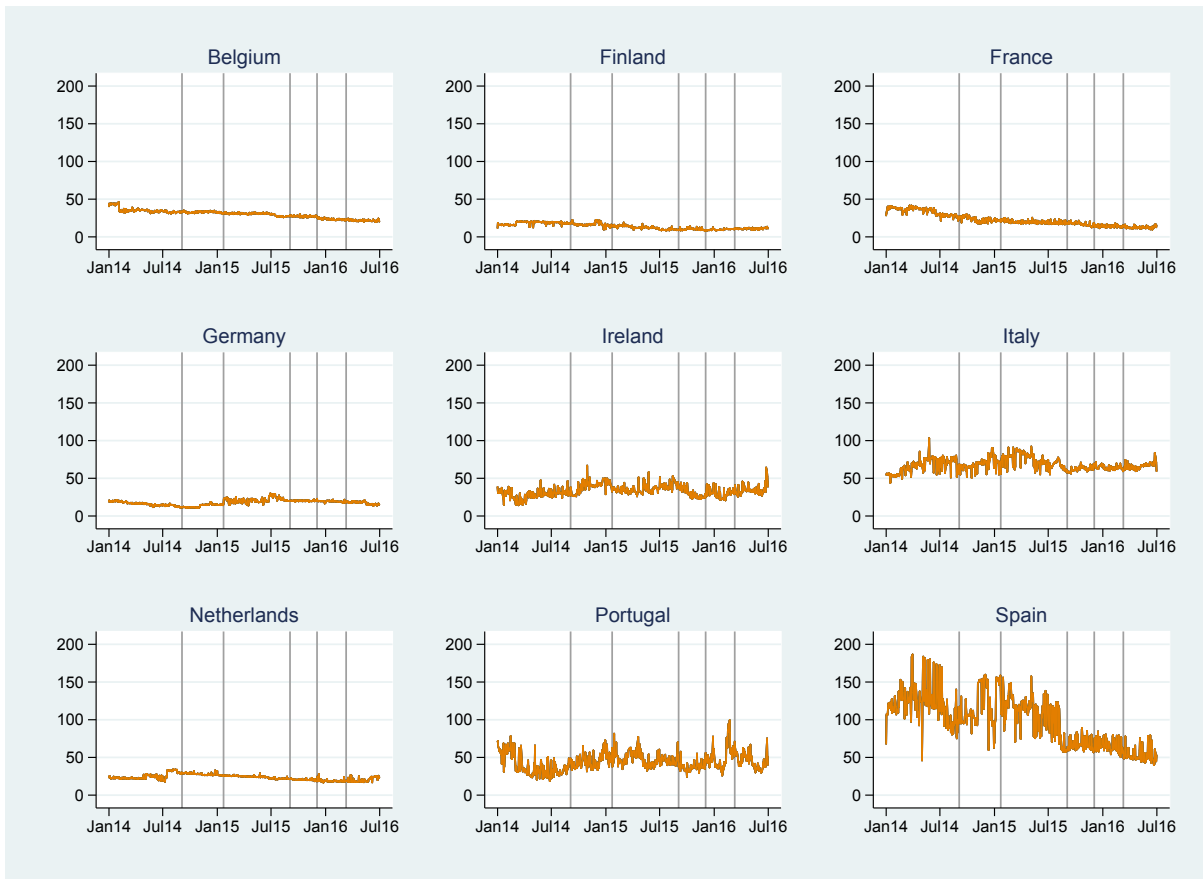 Belgium Finland France
200 200 200
150 150 150
100 100 100
50 50 50
0 0 0
Jan14 Jul14 Jan15 Jul15 Jan16 Jul16 Jan14 Jul14 Jan15 Jul15 Jan16 Jul16 Jan14 Jul14 Jan15 Jul15 Jan16 Jul16
Germany Ireland Italy
200 200 200
150 150 150
100 100 100
50 50 50
0 0 0
Jan14 Jul14 Jan15 Jul15 Jan16 Jul16 Jan14 Jul14 Jan15 Jul15 Jan16 Jul16 Jan14 Jul14 Jan15 Jul15 Jan16 Jul16
Netherlands Portugal Spain
200 200 200
150 150 150
100 100 100
50 50 50
0 0 0
Jan14 Jul14 Jan15 Jul15 Jan16 Jul16 Jan14 Jul14 Jan15 Jul15 Jan16 Jul16 Jan14 Jul14 Jan15 Jul15 Jan16 Jul16